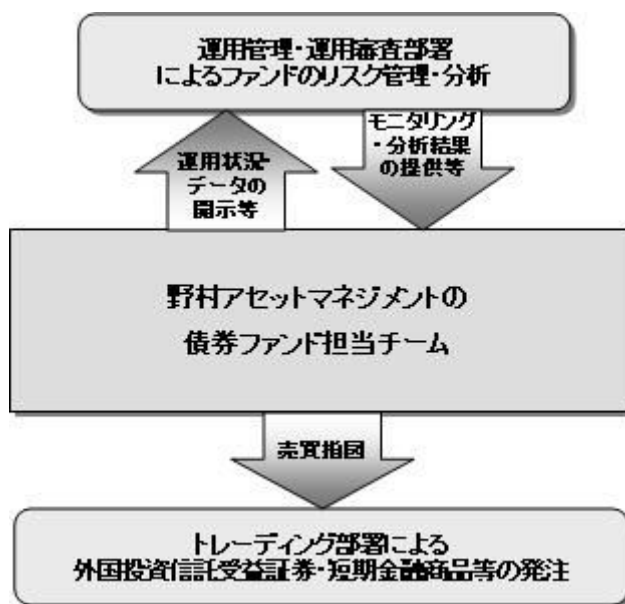 運用管理・運用審査部署
によるファンドのリスク管理・分析
運用状況・
データの
開示等
モニタリング
・分析結果
の提供等
野村アセットマネジメントの
債券ファンド担当チーム
売買指図
トレーディング部署による
外国投資信託受益証券・短期金融商品等の発注